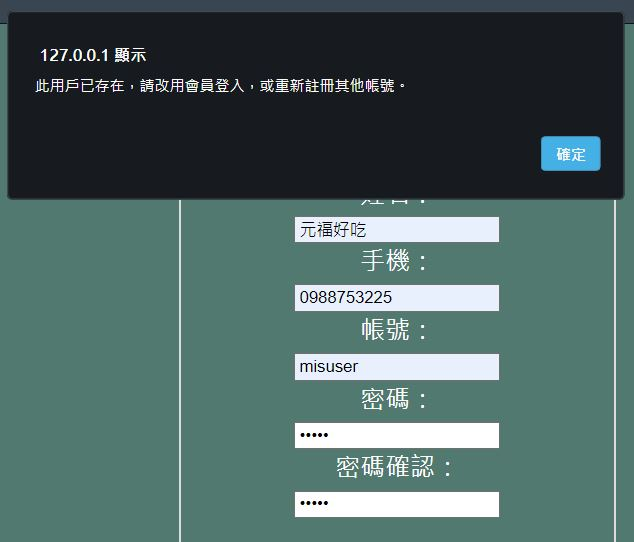 127.0.0.1 顯示
此用戶已存在，請改用會員登入，或重新註冊其他帳號。
確定
元福好吃
手機：
0988753225
帳號：
misuser
密碼：
•••••
密碼確認：
•••••